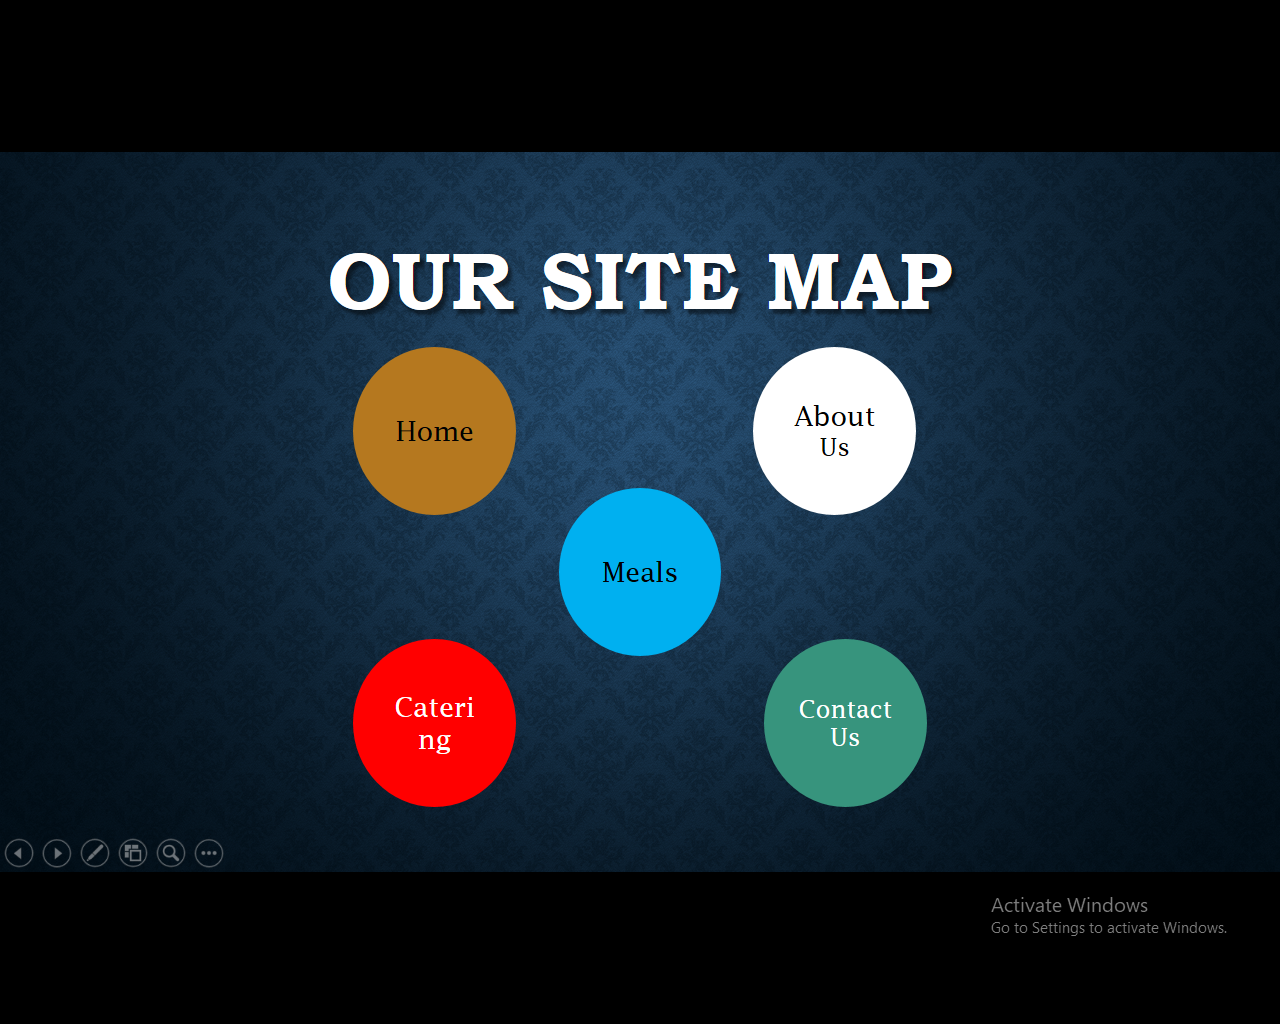 OUR SITE MAP
Home
About
Us
Meals
Cateri
ng
Contact
Us
Activate Windows
Go to Settings to activate Windows.